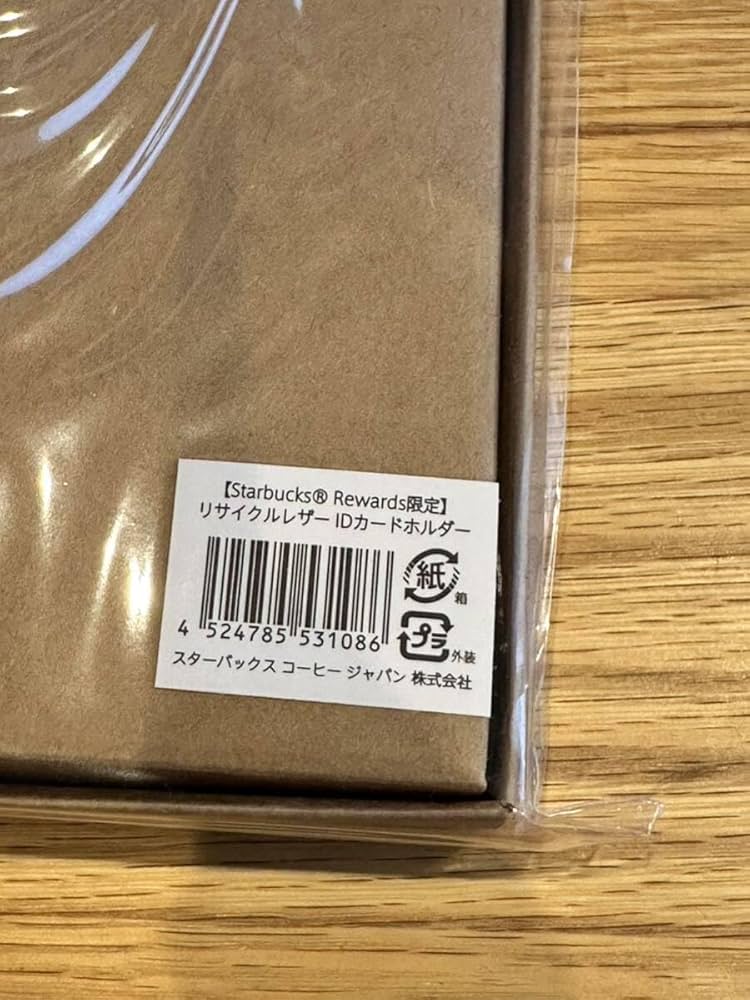 【Starbucks® Rewards限定】
リサイクルレザー IDカードホルダー
紙
箱
4 524785 531086
プラ
外装
スターバックス コーヒー ジャパン 株式会社